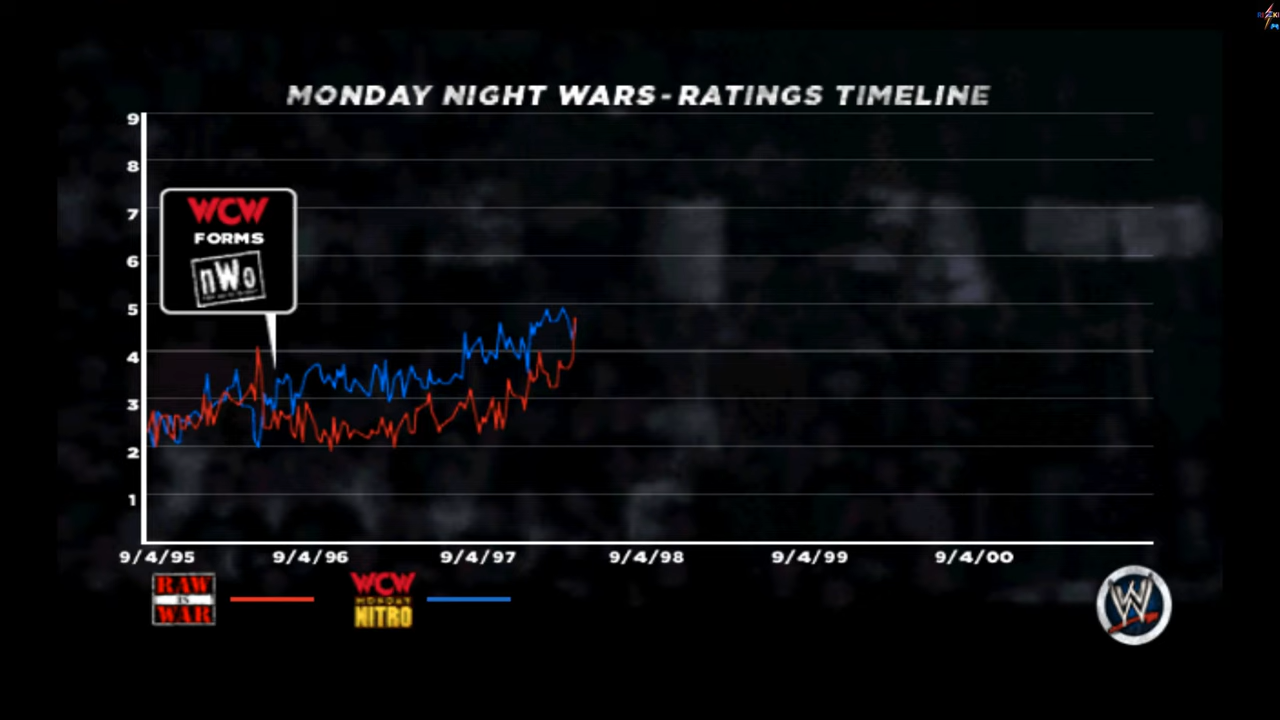 MONDAY NIGHT WARS - RATINGS TIMELINE
9
8
7
6
5
4
3
2
1
WCW
FORMS
nWo
9/4/95 9/4/96 9/4/97 9/4/98 9/4/99 9/4/00
RAW
IS
WAR
WCW
MONDAY
NITRO
W